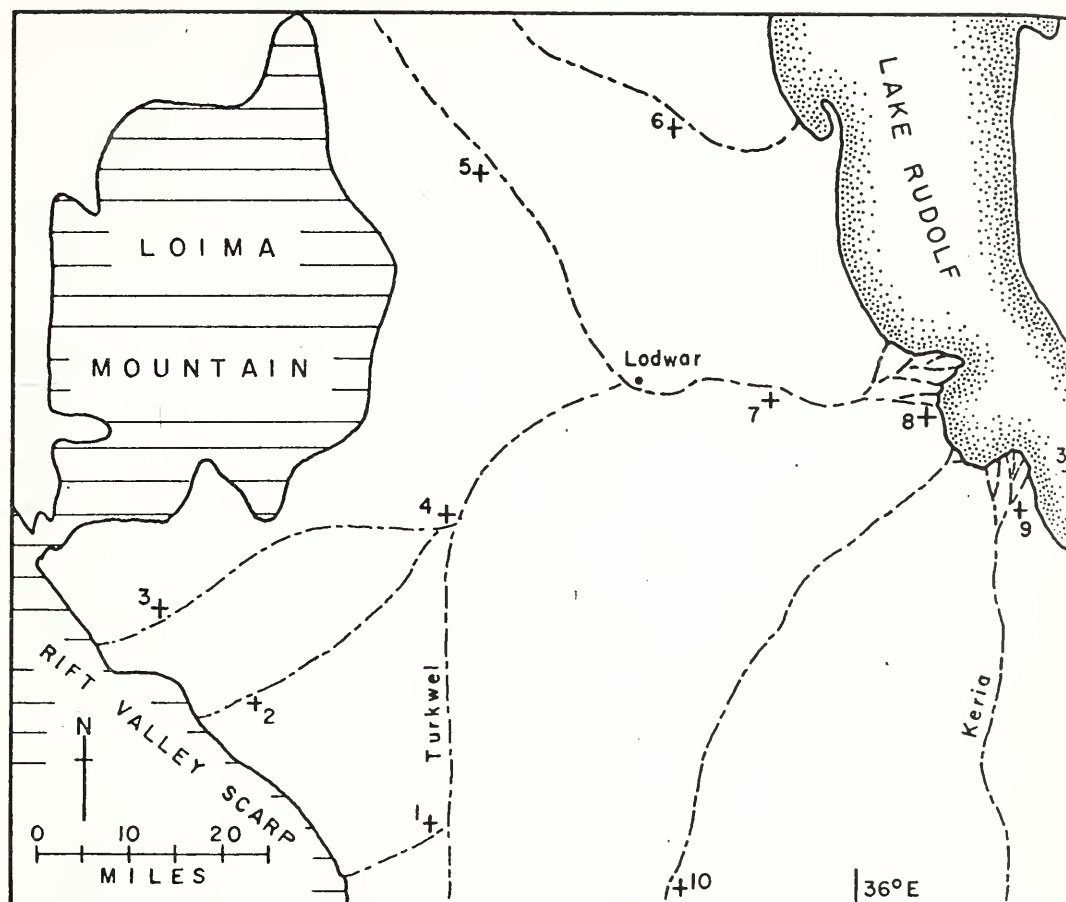 LAKE RUDOLF
6
5
LOIMA
MOUNTAIN
Lodwar
7
8
3
4
9
3
RIFT VALLEY SCARP
2
Turkwel
Keria
N
1
0 10 20
MILES
10
36°E